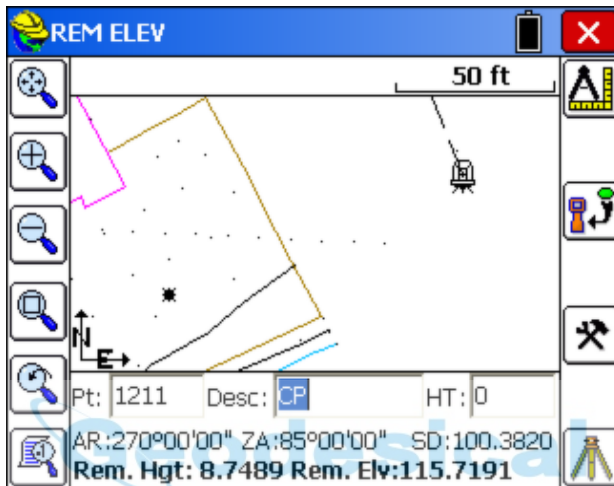 REM ELEV
50 ft
N
E
Pt: 1211 Desc: CP HT: 0
AR:270°00'00" ZA:85°00'00" SD:100.3820
Rem. Hgt: 8.7489 Rem. Elv:115.7191
Geodesical